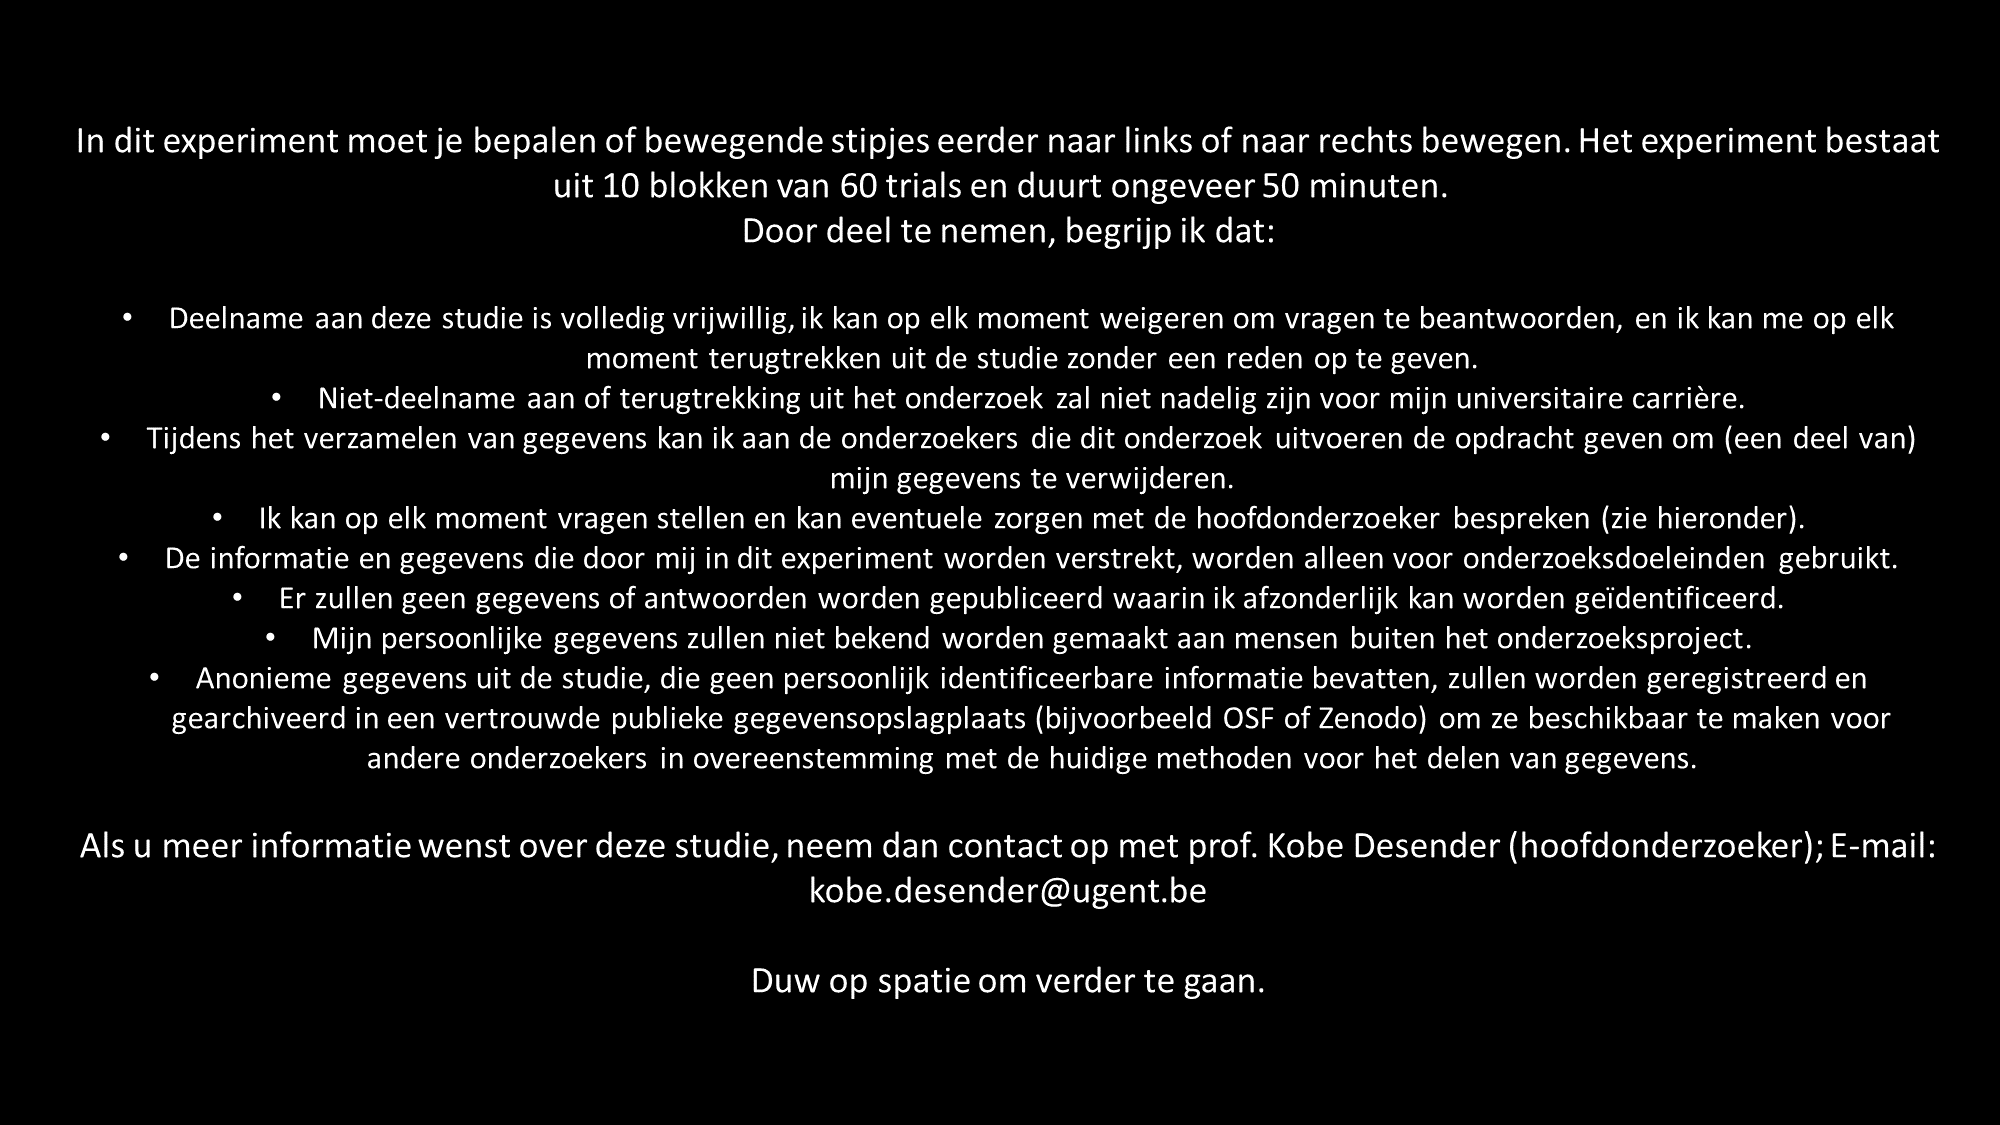 In dit experiment moet je bepalen of bewegende stipjes eerder naar links of naar rechts bewegen. Het experiment bestaat
uit 10 blokken van 60 trials en duurt ongeveer 50 minuten.
Door deel te nemen, begrijp ik dat:
• Deelname aan deze studie is volledig vrijwillig, ik kan op elk moment weigeren om vragen te beantwoorden, en ik kan me op elk
moment terugtrekken uit de studie zonder een reden op te geven.
• Niet-deelname aan of terugtrekking uit het onderzoek zal niet nadelig zijn voor mijn universitaire carrière.
• Tijdens het verzamelen van gegevens kan ik aan de onderzoekers die dit onderzoek uitvoeren de opdracht geven om (een deel van)
mijn gegevens te verwijderen.
• Ik kan op elk moment vragen stellen en kan eventuele zorgen met de hoofdonderzoeker bespreken (zie hieronder).
• De informatie en gegevens die door mij in dit experiment worden verstrekt, worden alleen voor onderzoeksdoeleinden gebruikt.
• Er zullen geen gegevens of antwoorden worden gepubliceerd waarin ik afzonderlijk kan worden geïdentificeerd.
• Mijn persoonlijke gegevens zullen niet bekend worden gemaakt aan mensen buiten het onderzoeksproject.
• Anonieme gegevens uit de studie, die geen persoonlijk identificeerbare informatie bevatten, zullen worden geregistreerd en
gearchiveerd in een vertrouwde publieke gegevensopslagplaats (bijvoorbeeld OSF of Zenodo) om ze beschikbaar te maken voor
andere onderzoekers in overeenstemming met de huidige methoden voor het delen van gegevens.
Als u meer informatie wenst over deze studie, neem dan contact op met prof. Kobe Desender (hoofdonderzoeker); E-mail:
kobe.desender@ugent.be
Duw op spatie om verder te gaan.